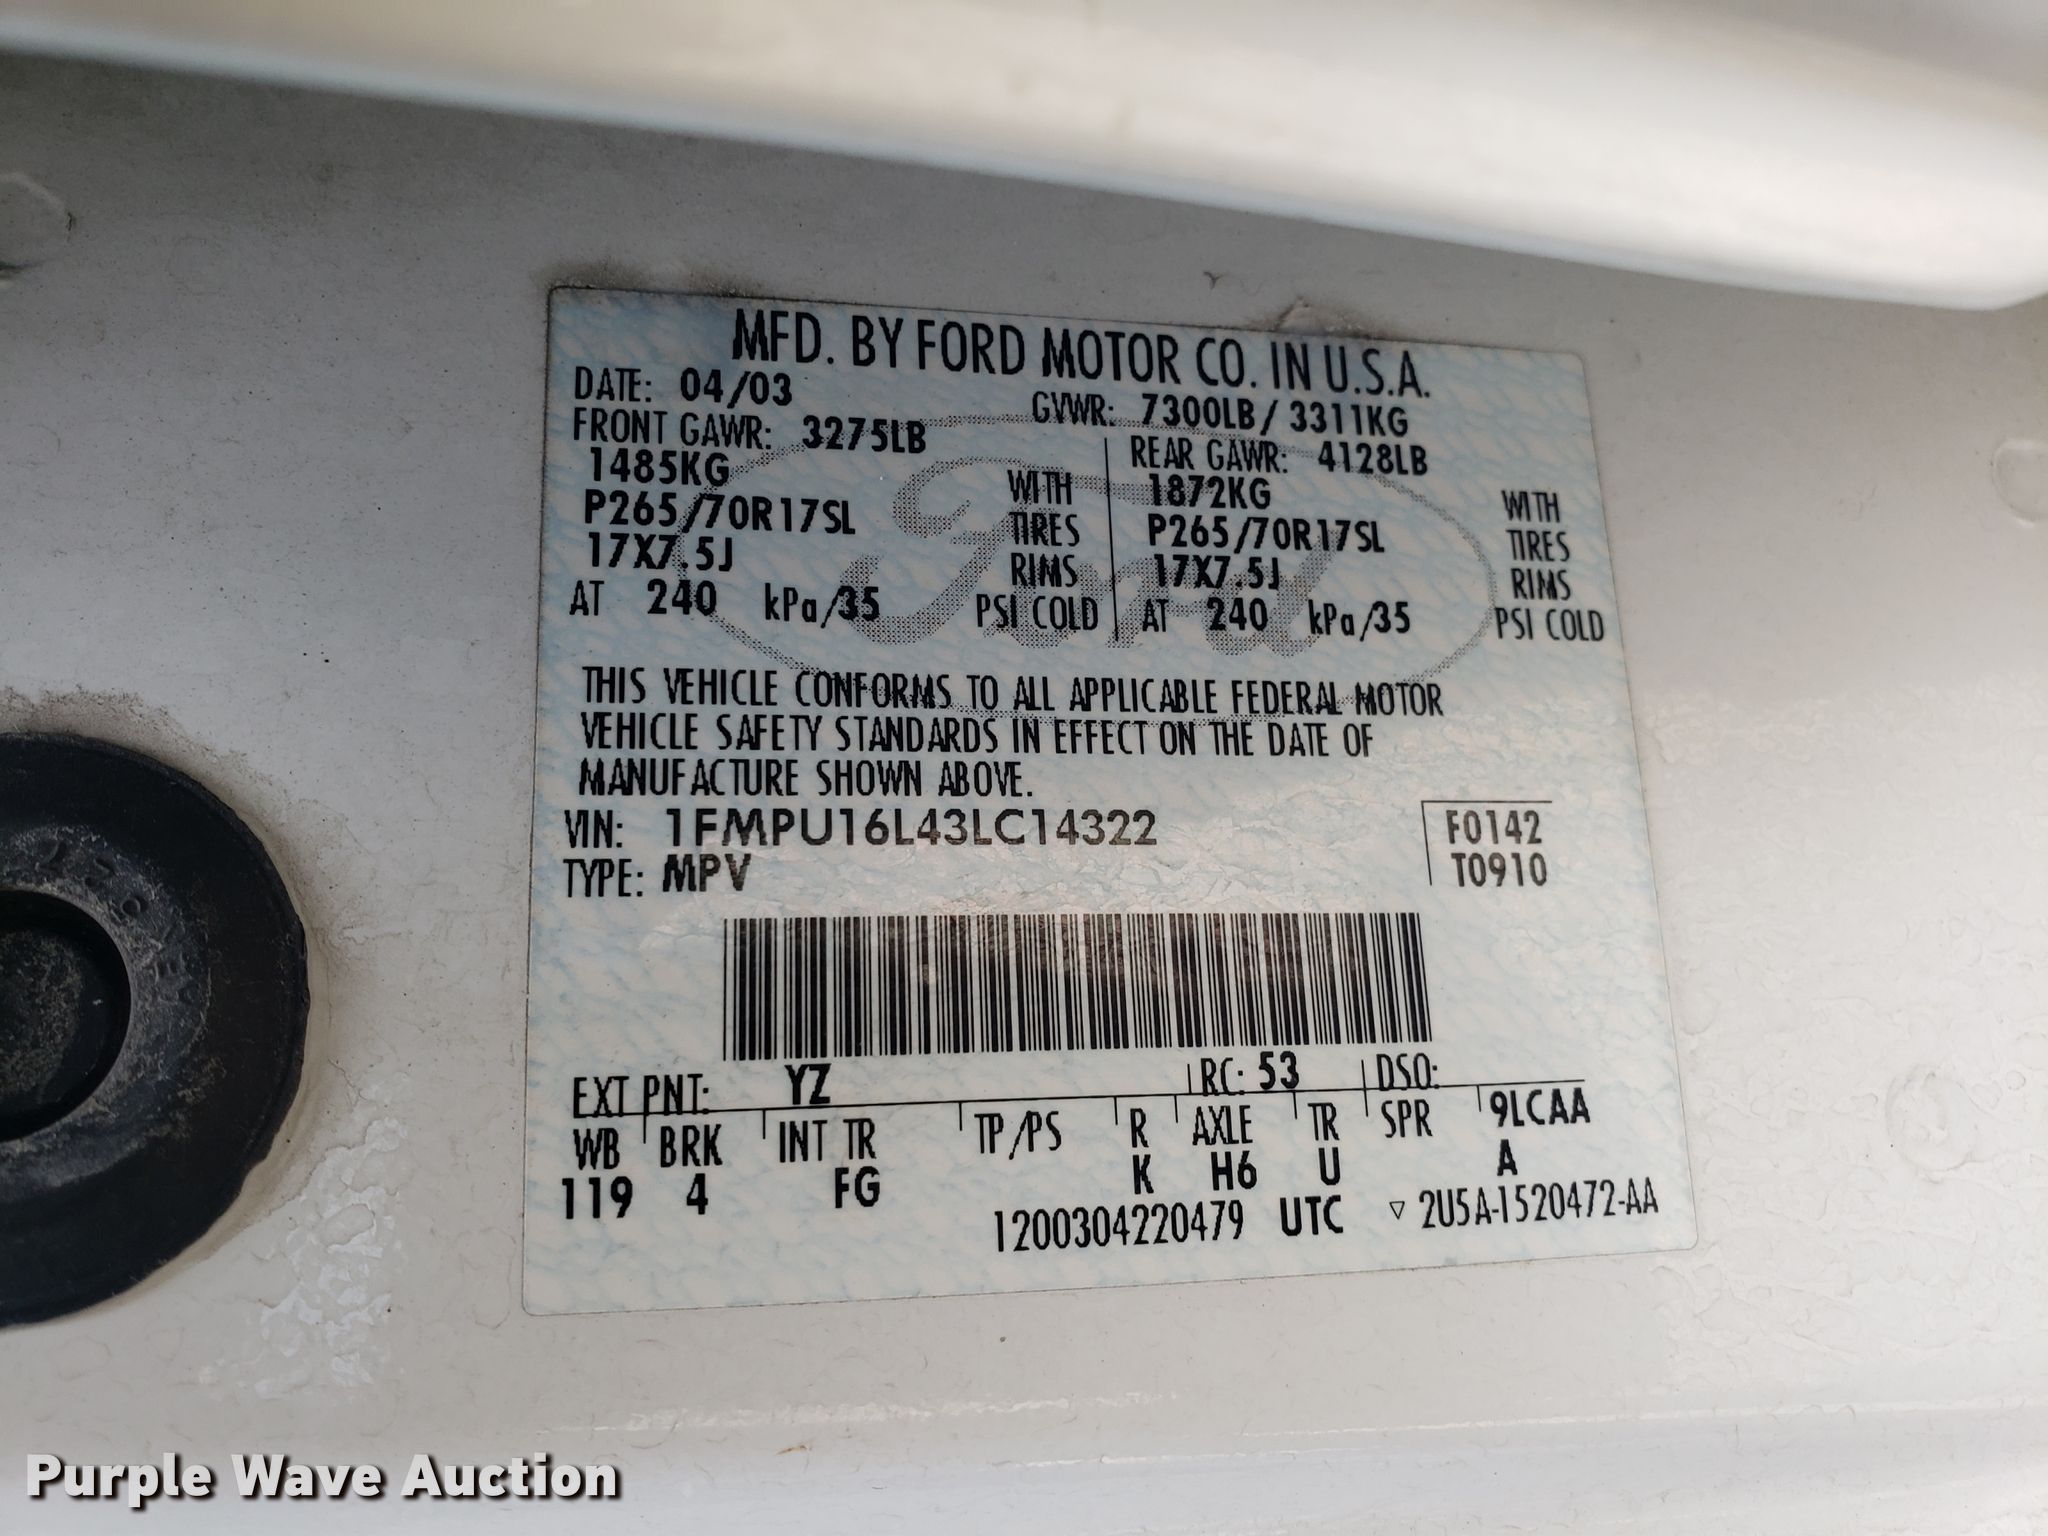 MFD. BY FORD MOTOR CO. IN U.S.A.
DATE: 04/03 GVWR: 7300LB / 3311KG
FRONT GAWR: 3275LB REAR GAWR: 4128LB
1485KG WITH 1872KG WITH
P265/70R17SL TIRES P265/70R17SL TIRES
17X7.5J RIMS 17X7.5J RIMS
AT 240 kPa/35 PSI COLD AT 240 kPa/35 PSI COLD
Ford
THIS VEHICLE CONFORMS TO ALL APPLICABLE FEDERAL MOTOR
VEHICLE SAFETY STANDARDS IN EFFECT ON THE DATE OF
MANUFACTURE SHOWN ABOVE.
VIN: 1FMPU16L43LC14322 F0142
TYPE: MPV T0910
EXT PNT: YZ RC: 53 DSO:
WB BRK INT TR TP/PS R AXLE TR SPR 9LCAA
119 4 FG K H6 U A
1200304220479 UTC ▽ 2U5A-1520472-AA
Purple Wave Auction